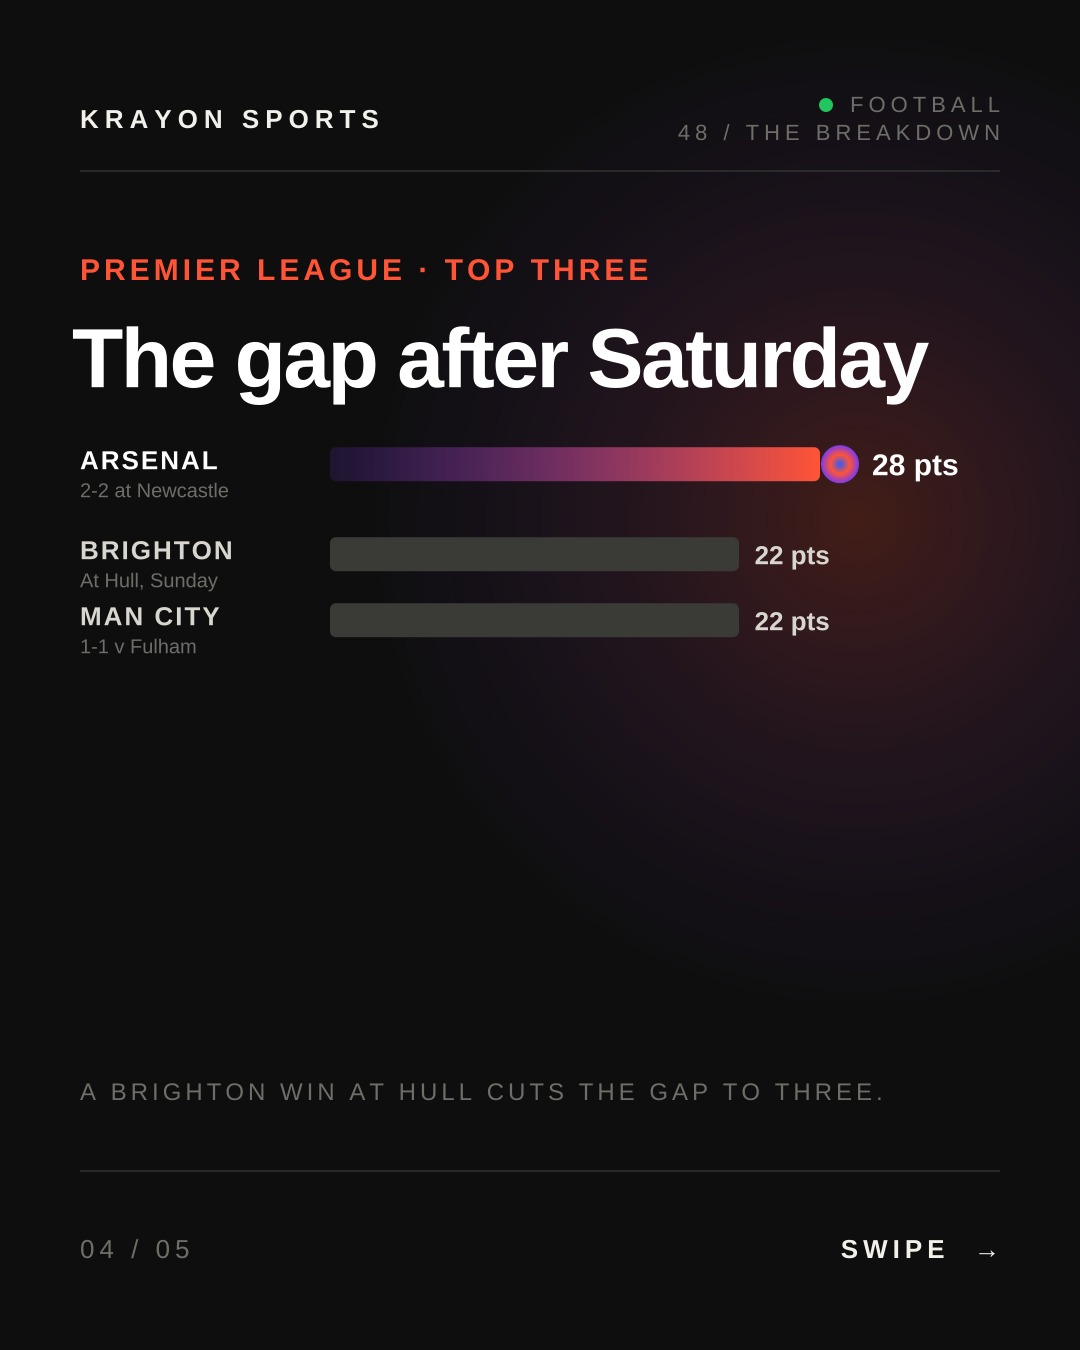 KRAYON SPORTS
FOOTBALL
48 / THE BREAKDOWN
PREMIER LEAGUE · TOP THREE
The gap after Saturday
ARSENAL
2-2 at Newcastle
28 pts
BRIGHTON
At Hull, Sunday
22 pts
MAN CITY
1-1 v Fulham
22 pts
A BRIGHTON WIN AT HULL CUTS THE GAP TO THREE.
04 / 05
SWIPE →